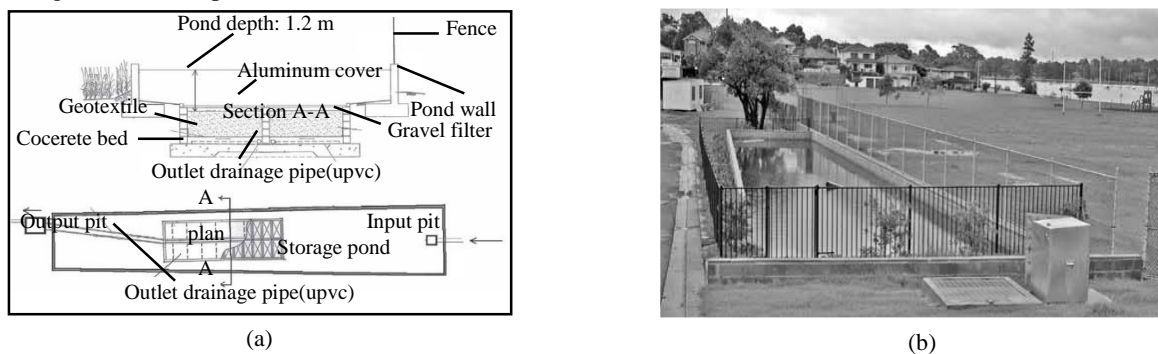 Pond depth: 1.2 m
Fence
Aluminum cover
Geotextile
Section A-A
Pond wall
Cocerete bed
Gravel filter
Outlet drainage pipe(upvc)
A
Output pit
plan
Input pit
Storage pond
A
Outlet drainage pipe(upvc)
(a)
(b)